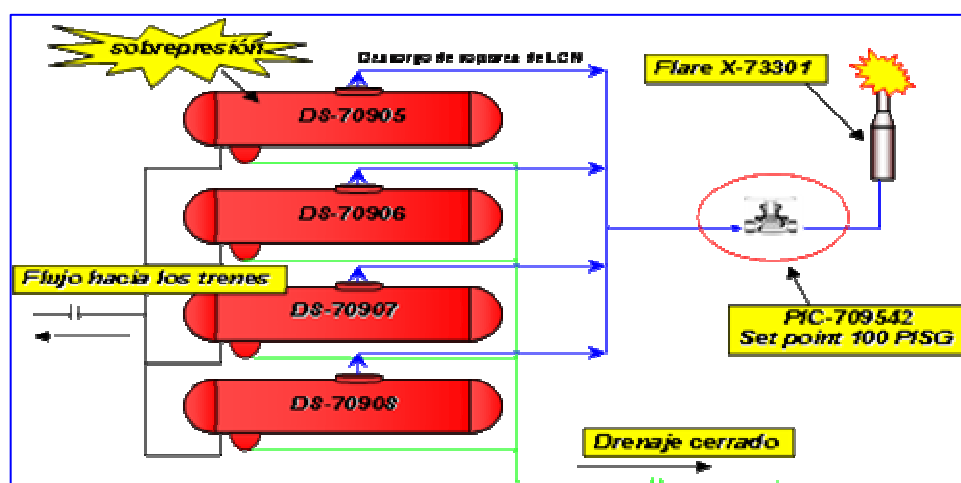 sobrepresión
Descarga de vapores de LCN
Flare X-73301
DS-70905
DS-70906
Flujo hacia los trenes
DS-70907
PIC-709542
Set point 100 PISG
DS-70908
Drenaje cerrado